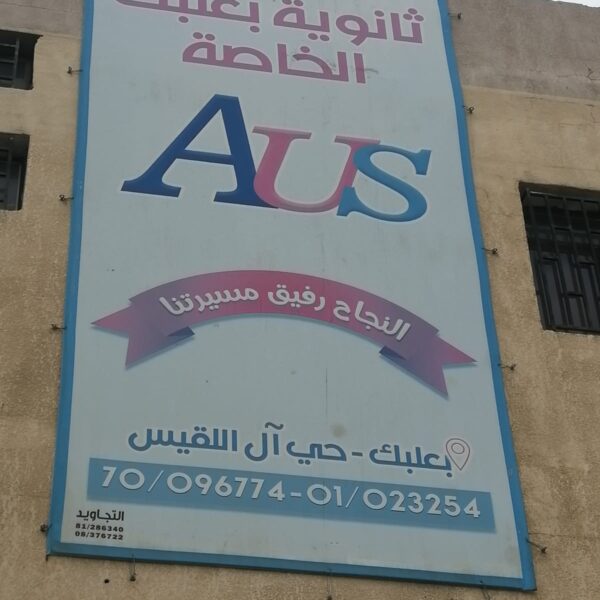 ثانوية بعلبك
الخاصة
AUS
النجاح رفيق مسيرتنا
بعلبك - حي آل اللقيس
70/096774-01/023254
التجاويد
81/286340
08/376722